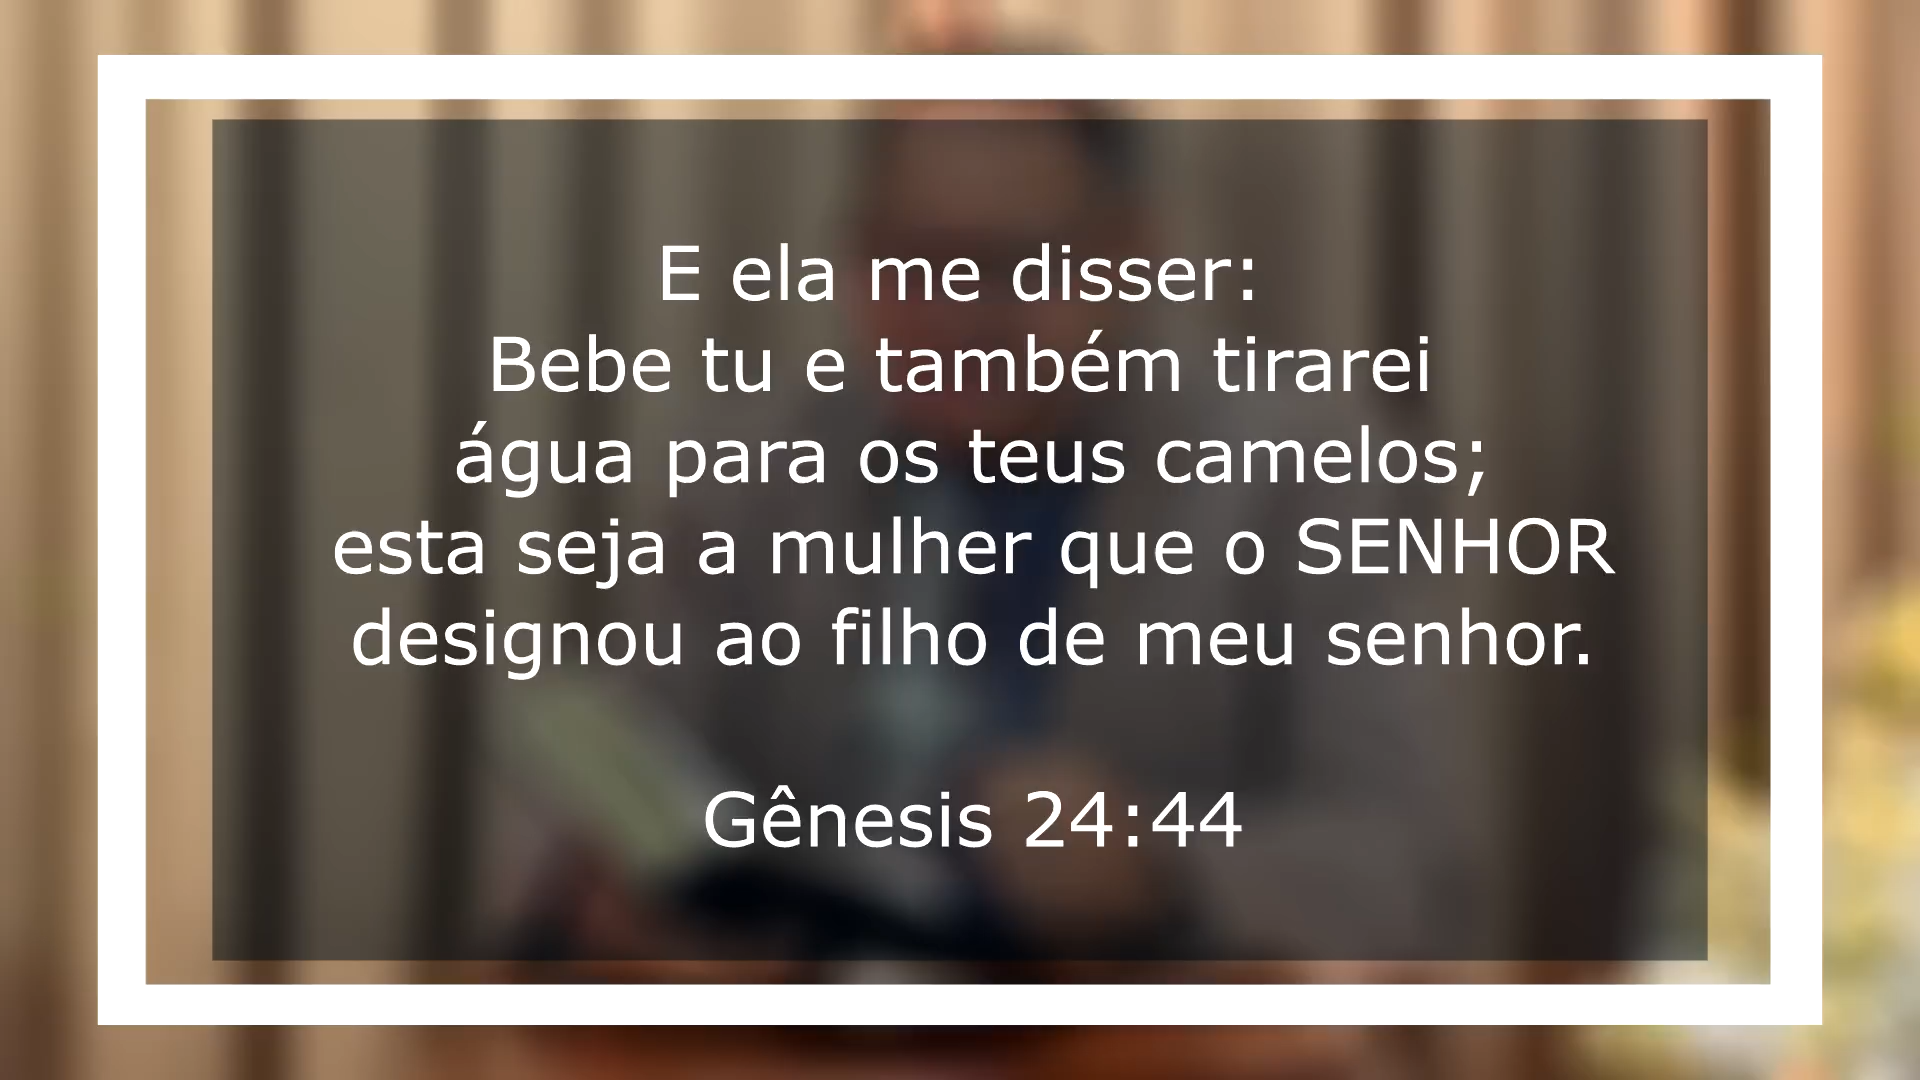 E ela me disser:
Bebe tu e também tirarei
água para os teus camelos;
esta seja a mulher que o SENHOR
designou ao filho de meu senhor.
Gênesis 24:44